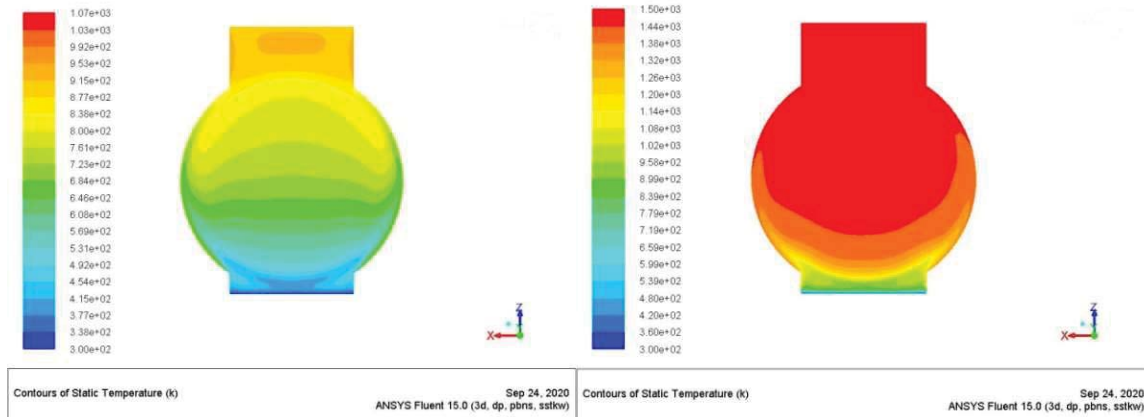 1.07e+03
1.03e+03
9.92e+02
9.53e+02
9.15e+02
8.77e+02
8.38e+02
8.00e+02
7.61e+02
7.23e+02
6.84e+02
6.46e+02
6.08e+02
5.69e+02
5.31e+02
4.92e+02
4.54e+02
4.15e+02
3.77e+02
3.38e+02
3.00e+02
Z
X
Contours of Static Temperature (k)
Sep 24, 2020
ANSYS Fluent 15.0 (3d, dp, pbns, sstkw)
1.50e+03
1.44e+03
1.38e+03
1.32e+03
1.26e+03
1.20e+03
1.14e+03
1.08e+03
1.02e+03
9.58e+02
8.99e+02
8.39e+02
7.79e+02
7.19e+02
6.59e+02
5.99e+02
5.39e+02
4.80e+02
4.20e+02
3.60e+02
3.00e+02
Z
X
Contours of Static Temperature (k)
Sep 24, 2020
ANSYS Fluent 15.0 (3d, dp, pbns, sstkw)